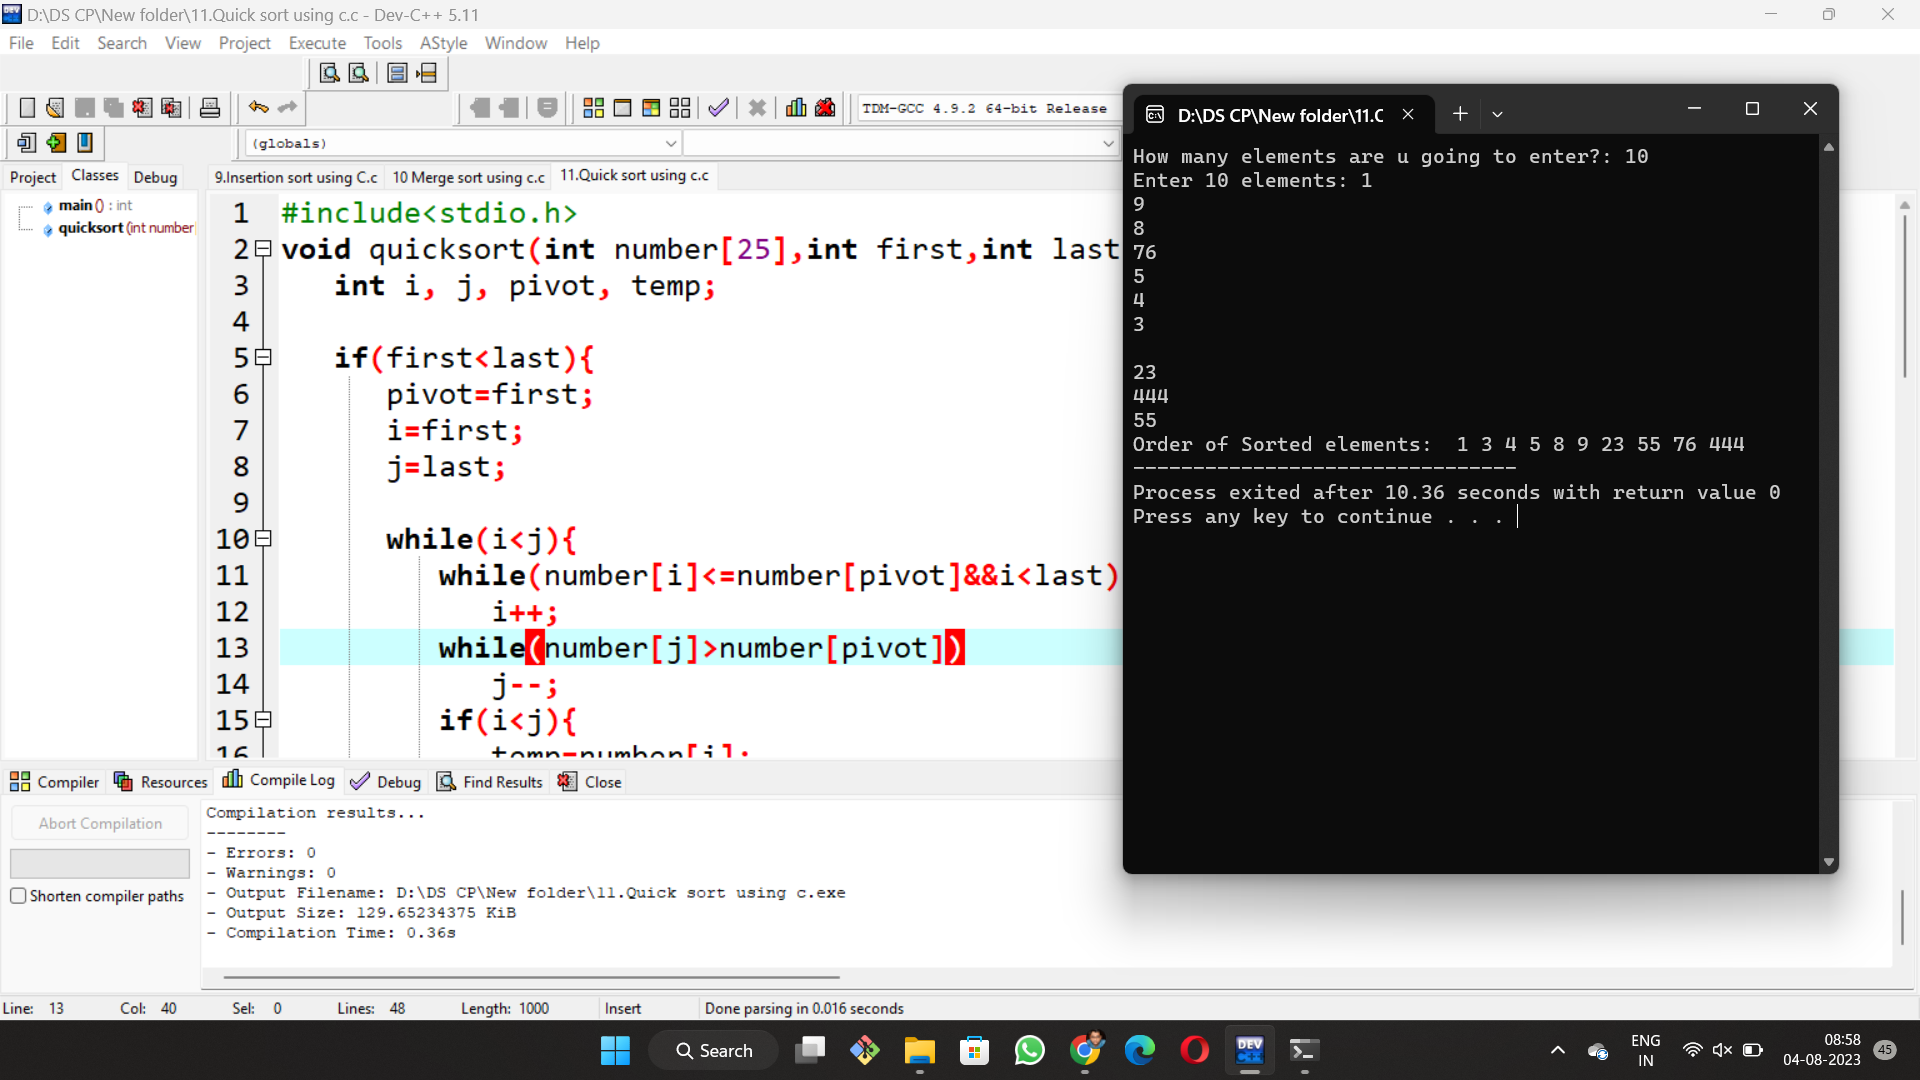 D:\DS CP\New folder\11.Quick sort using c.c - Dev-C++ 5.11
File Edit Search View Project Execute Tools AStyle Window Help
TDM-GCC 4.9.2 64-bit Release
(globals)
Project Classes Debug
9.Insertion sort using C.c 10 Merge sort using c.c 11.Quick sort using c.c
main () : int
quicksort (int number
1 #include<stdio.h>
2 void quicksort(int number[25],int first,int last
3 int i, j, pivot, temp;
4
5 if(first<last){
6 pivot=first;
7 i=first;
8 j=last;
9
10 while(i<j){
11 while(number[i]<=number[pivot]&&i<last)
12 i++;
13 while(number[j]>number[pivot])
14 j--;
15 if(i<j){
16 temp=number[i];
D:\DS CP\New folder\11.C
How many elements are u going to enter?: 10
Enter 10 elements: 1
9
8
76
5
4
3
23
444
55
Order of Sorted elements:  1 3 4 5 8 9 23 55 76 444
--------------------------------
Process exited after 10.36 seconds with return value 0
Press any key to continue . . .
Compiler Resources Compile Log Debug Find Results Close
Abort Compilation
Shorten compiler paths
Compilation results...
--------
- Errors: 0
- Warnings: 0
- Output Filename: D:\DS CP\New folder\11.Quick sort using c.exe
- Output Size: 129.65234375 KiB
- Compilation Time: 0.36s
Line: 13 Col: 40 Sel: 0 Lines: 48 Length: 1000 Insert Done parsing in 0.016 seconds
Search
DEV
C++
ENG
IN
08:58
04-08-2023
45